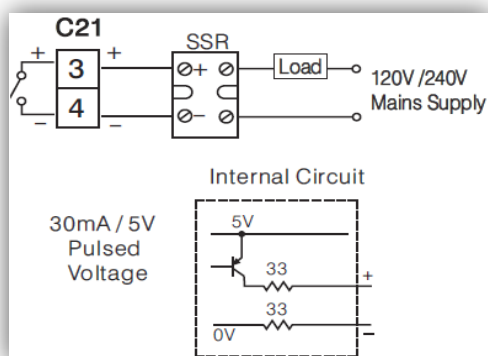 C21
SSR
+ 3 + + Load
120V /240V
Mains Supply
− 4 − −
Internal Circuit
30mA / 5V
Pulsed
Voltage
5V
33
+
33
0V
−